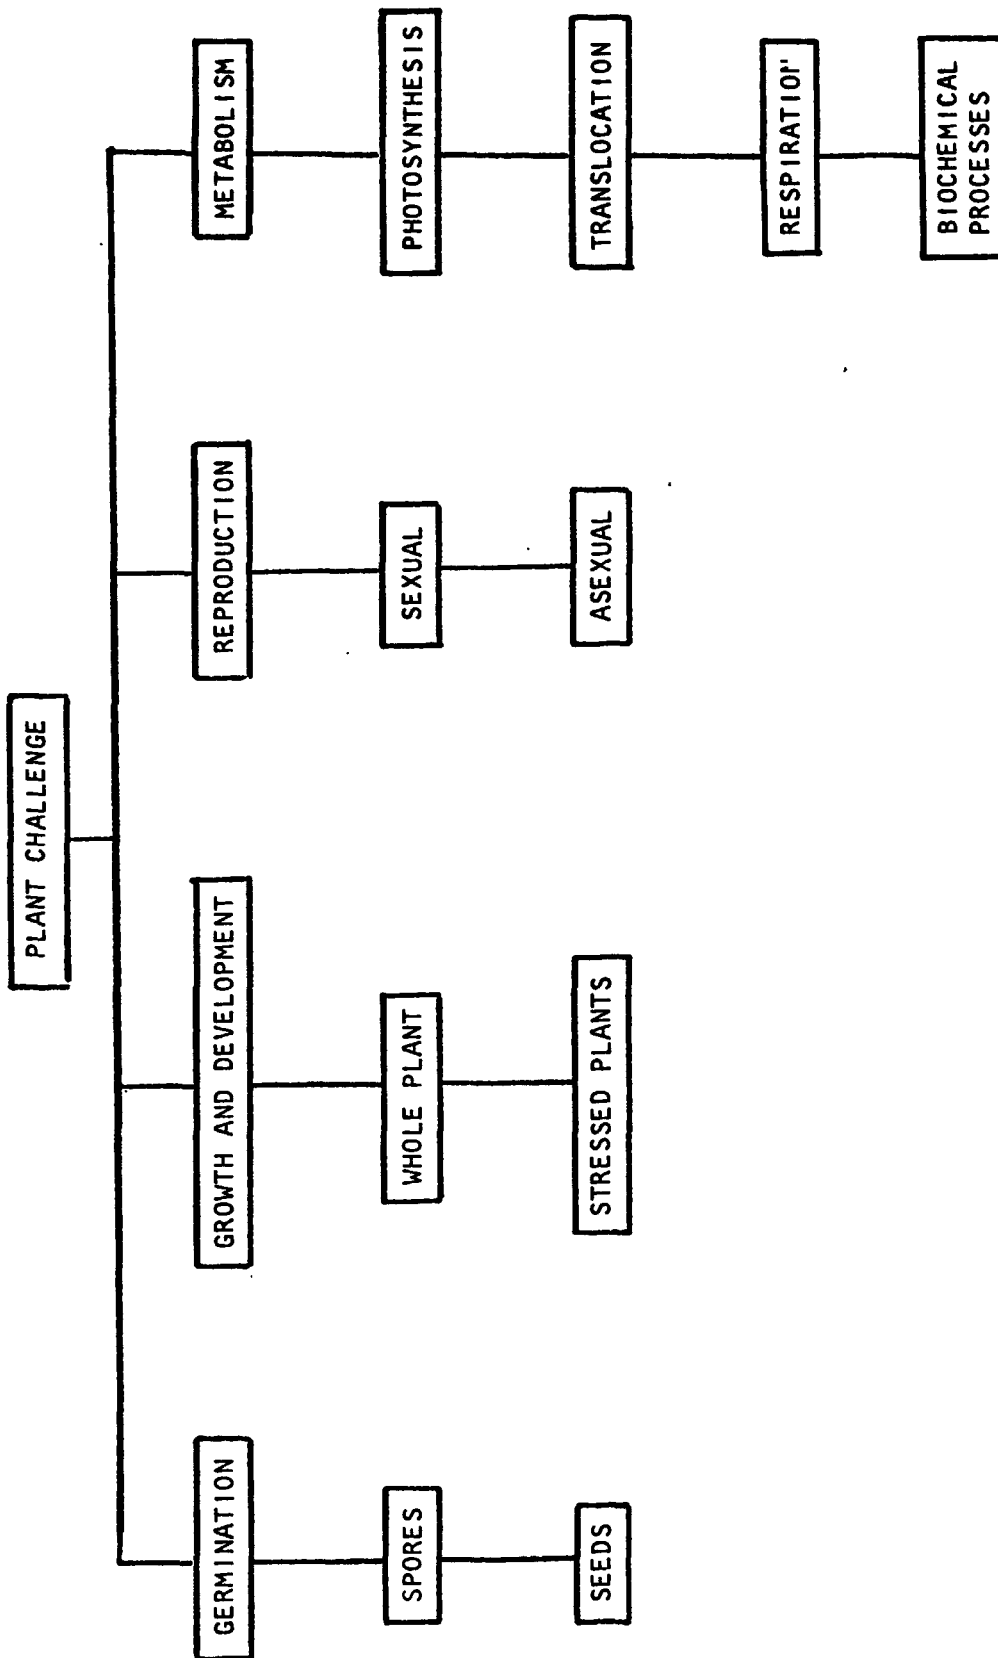 PLANT CHALLENGE
GERMINATION
SPORES
SEEDS
GROWTH AND DEVELOPMENT
WHOLE PLANT
STRESSED PLANTS
REPRODUCTION
SEXUAL
ASEXUAL
METABOLISM
PHOTOSYNTHESIS
TRANSLOCATION
RESPIRATION
BIOCHEMICAL
PROCESSES